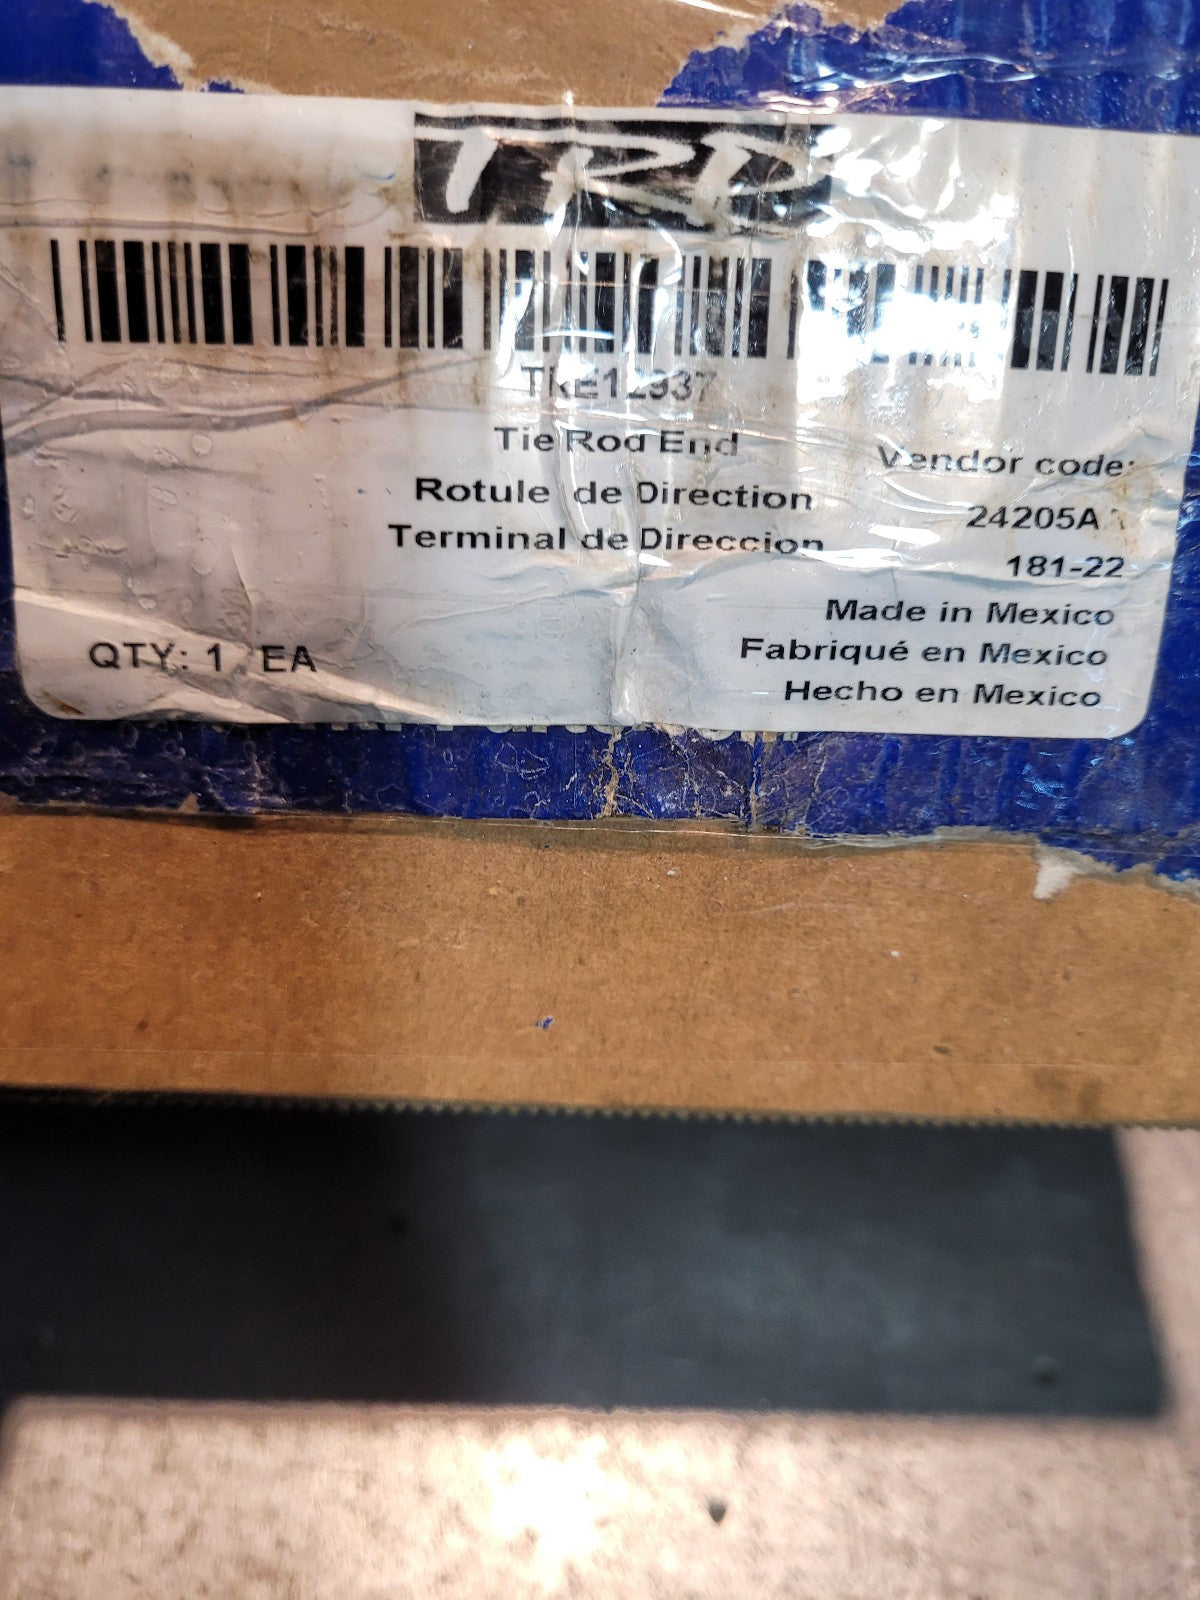 TRP
TRE12937
Tie Rod End
Rotule de Direction
Terminal de Direccion
Vendor code:
24205A
181-22
Made in Mexico
Fabriqué en Mexico
Hecho en Mexico
QTY: 1 EA